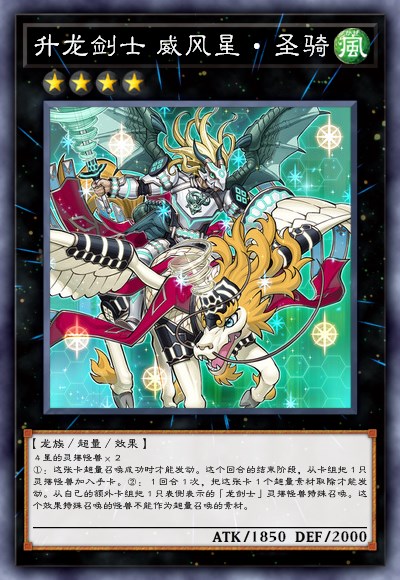 升龙剑士 威风星·圣骑
風
【龙族/超量/效果】
4星的灵摆怪兽×2
①：这张卡超量召唤成功时才能发动。这个回合的结束阶段，从卡组把1只
灵摆怪兽加入手卡。②：1回合1次，把这张卡1个超量素材取除才能发
动。从自己的额外卡组把1只表侧表示的「龙剑士」灵摆怪兽特殊召唤。这
个效果特殊召唤的怪兽不能作为超量召唤的素材。
ATK/1850 DEF/2000